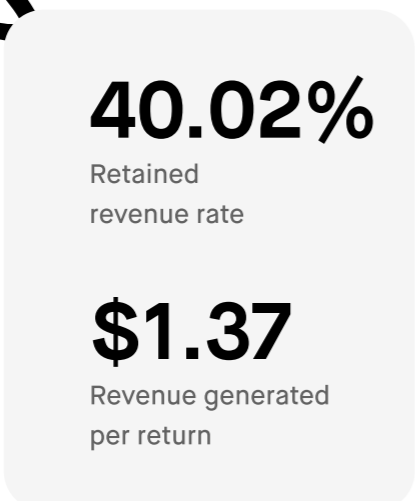 40.02%
Retained
revenue rate
$1.37
Revenue generated
per return